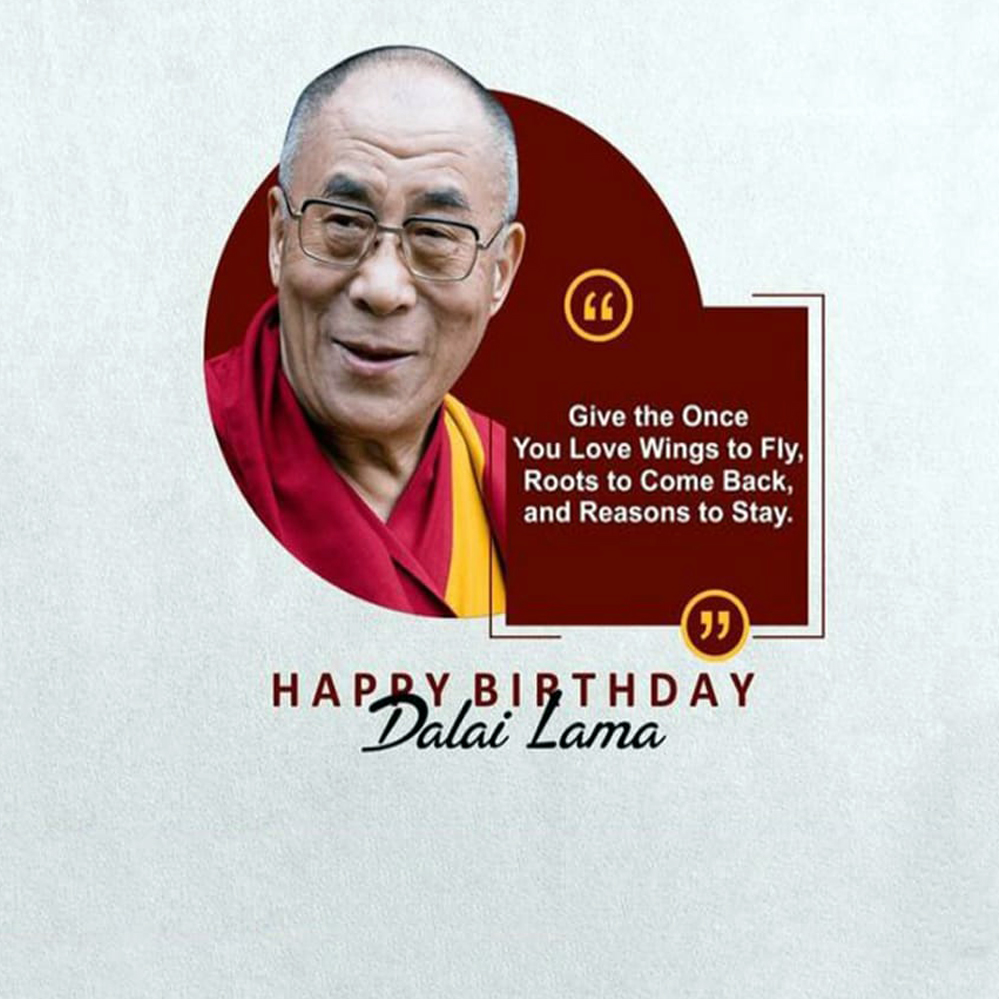 “
Give the Once
You Love Wings to Fly,
Roots to Come Back,
and Reasons to Stay.
”
HAPPY BIRTHDAY
Dalai Lama